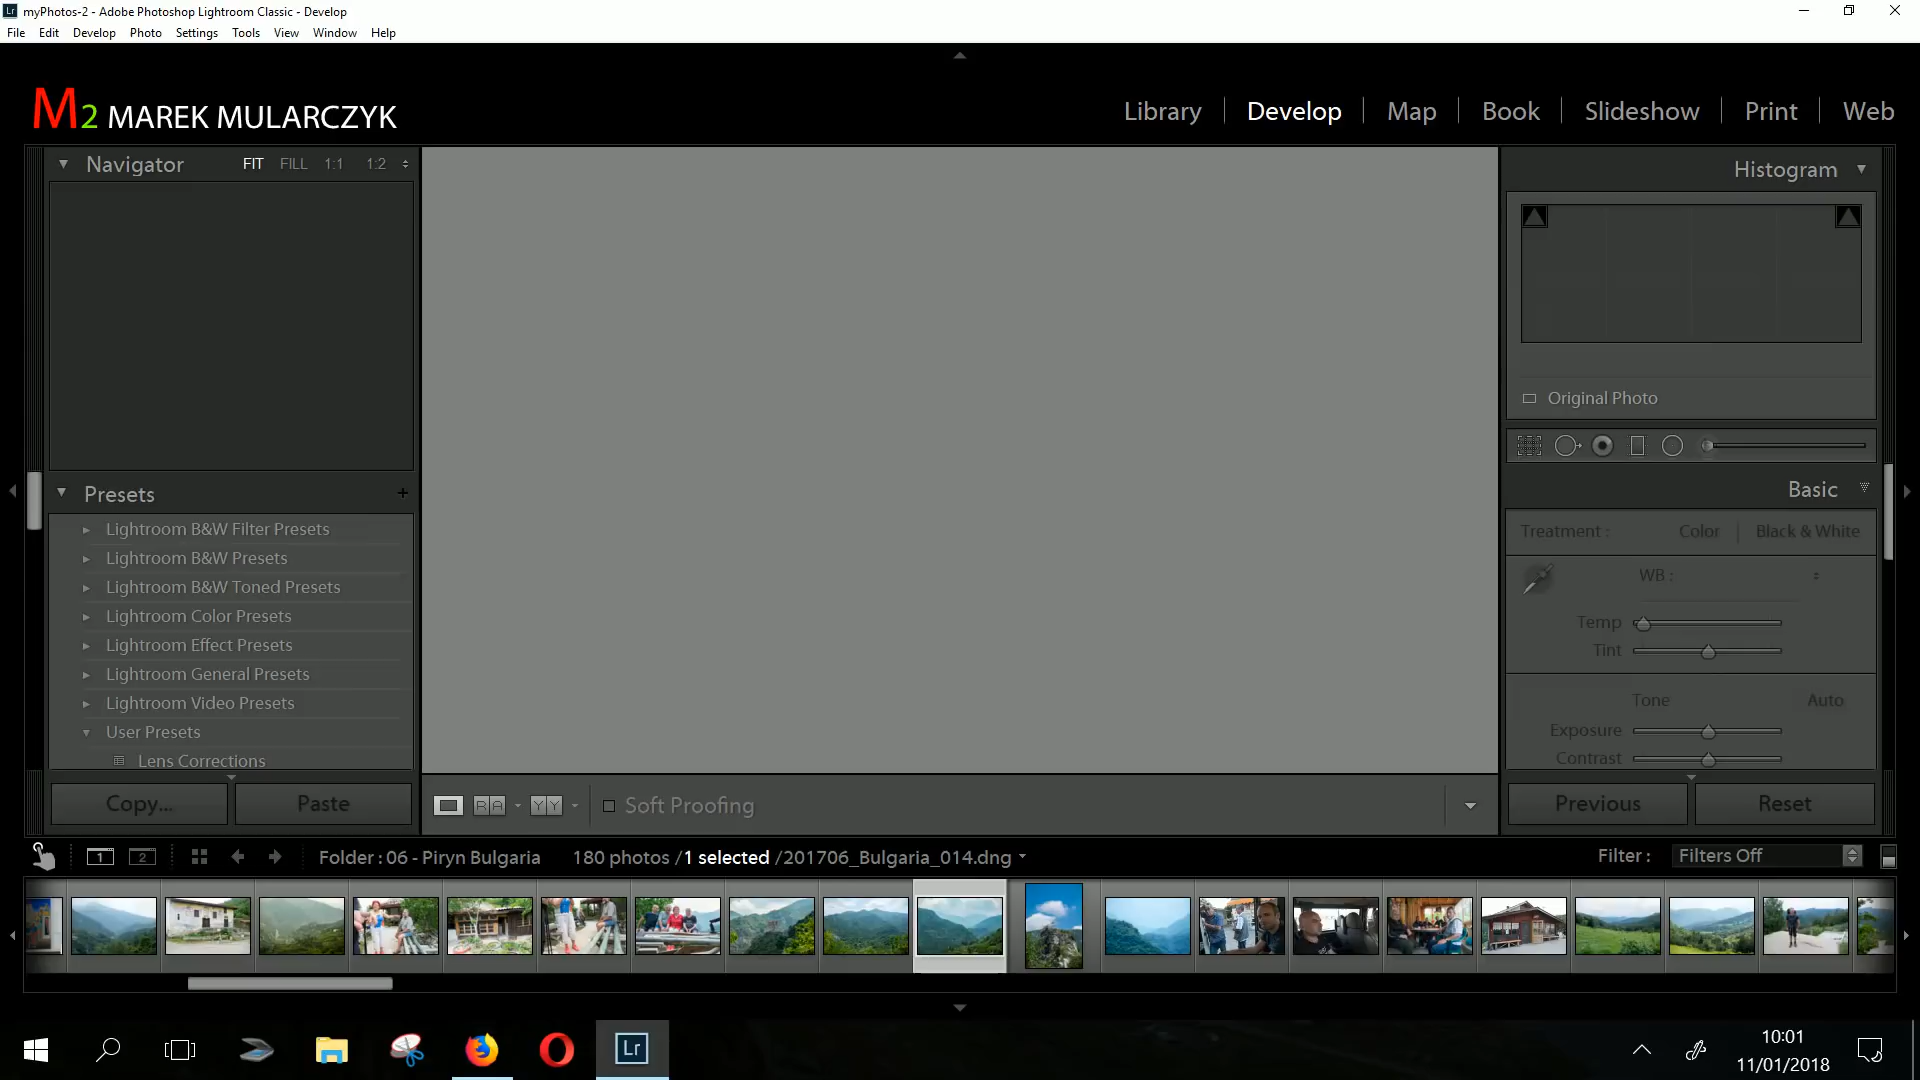 Lr myPhotos-2 - Adobe Photoshop Lightroom Classic - Develop
File Edit Develop Photo Settings Tools View Window Help
M2 MAREK MULARCZYK
Library | Develop | Map | Book | Slideshow | Print | Web
Navigator FIT FILL 1:1 1:2
Histogram
Original Photo
Basic
Treatment : Color | Black & White
WB :
Temp
Tint
Tone Auto
Exposure
Contrast
Presets +
Lightroom B&W Filter Presets
Lightroom B&W Presets
Lightroom B&W Toned Presets
Lightroom Color Presets
Lightroom Effect Presets
Lightroom General Presets
Lightroom Video Presets
User Presets
Lens Corrections
Copy... Paste
R A Y Y Soft Proofing
Previous Reset
1 2 Folder : 06 - Piryn Bulgaria 180 photos /1 selected /201706_Bulgaria_014.dng
Filter : Filters Off
Lr
10:01
11/01/2018